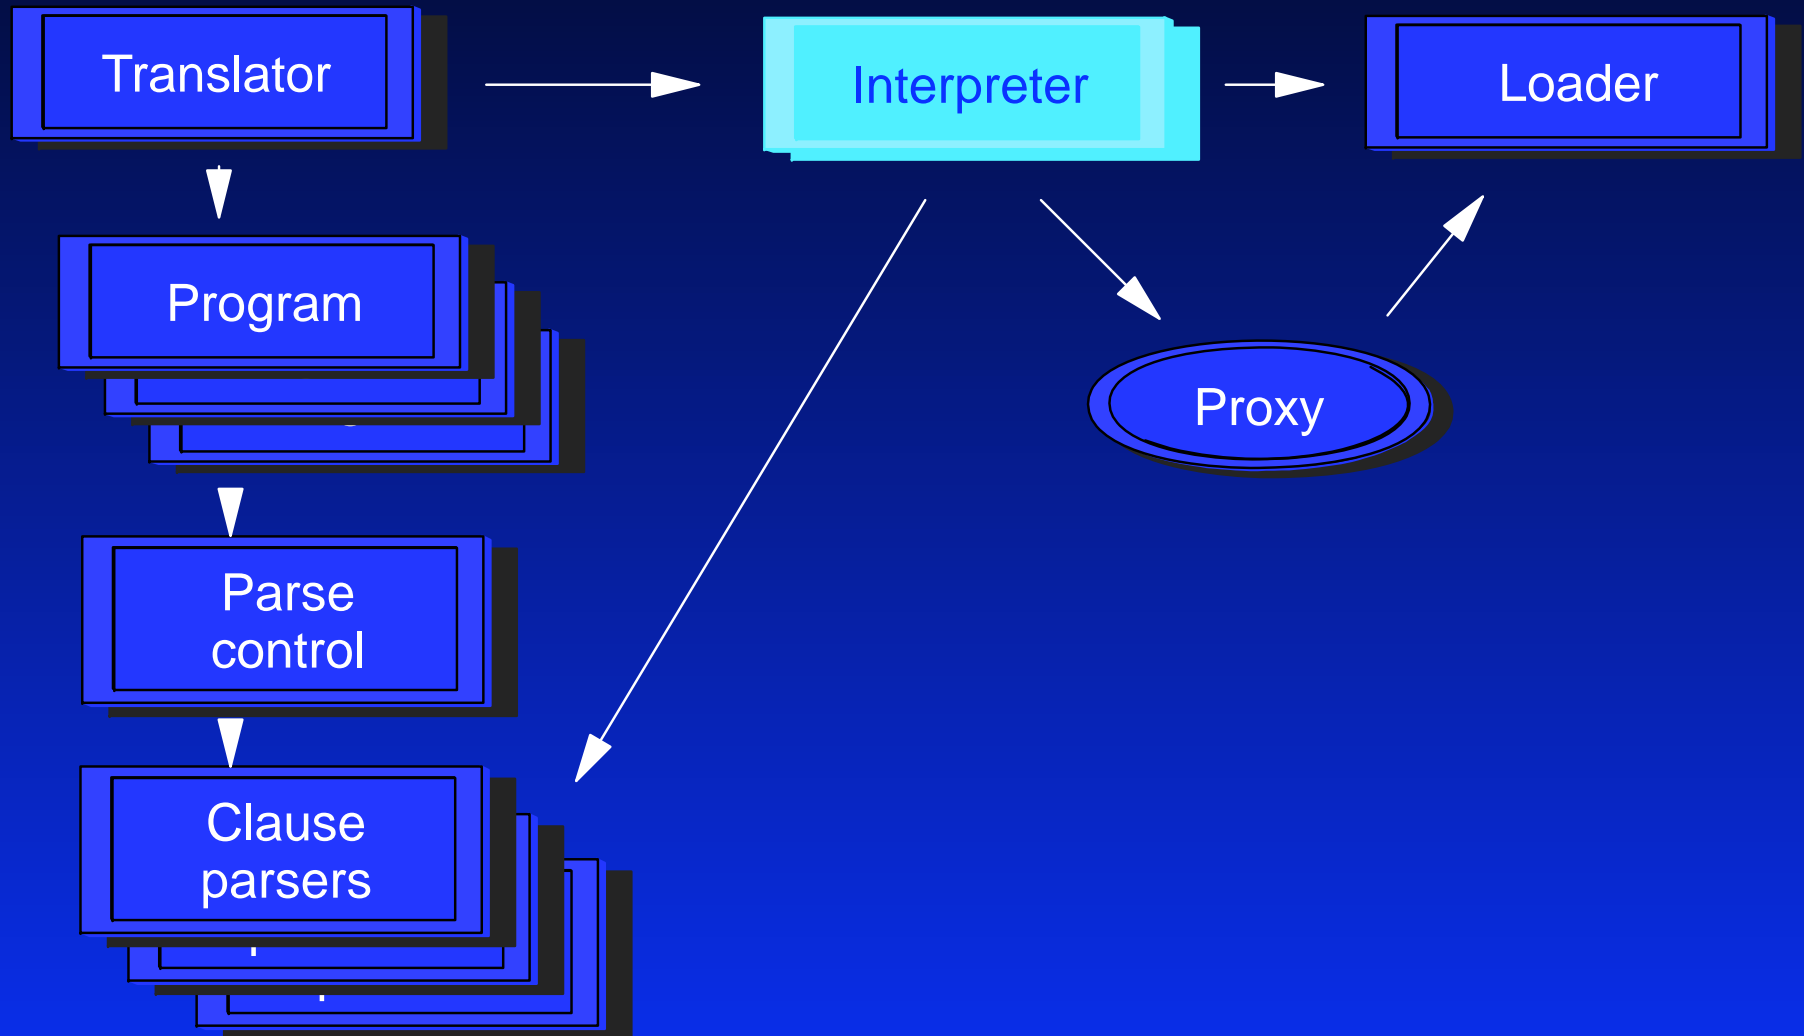 Translator
Interpreter
Loader
Program
Proxy
Parse
control
Clause
parsers